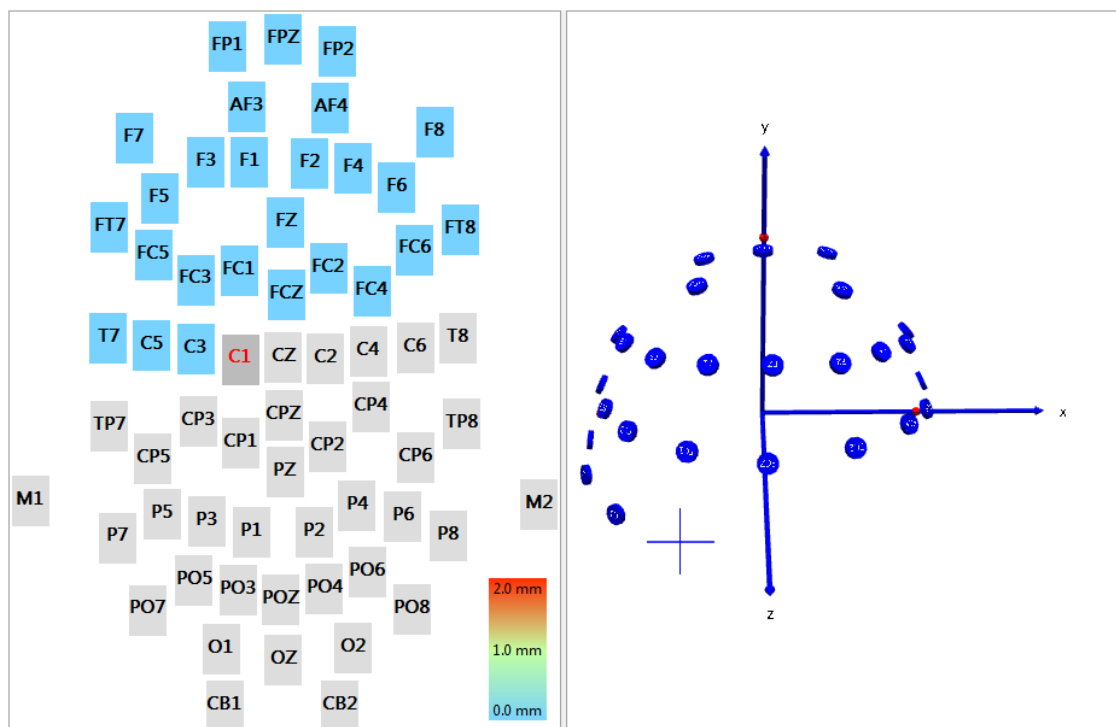 FP1
FPZ
FP2
AF3
AF4
F7
F8
F3
F1
F2
F4
F6
F5
FZ
FT7
FT8
FC5
FC3
FC1
FC2
FC6
FCZ
FC4
T7
C5
C3
C1
CZ
C2
C4
C6
T8
TP7
CP3
CPZ
CP4
TP8
CP5
CP1
CP2
CP6
PZ
M1
M2
P7
P5
P3
P1
P2
P4
P6
P8
PO7
PO5
PO3
POZ
PO4
PO6
PO8
O1
OZ
O2
CB1
CB2
2.0 mm
1.0 mm
0.0 mm
y
x
z